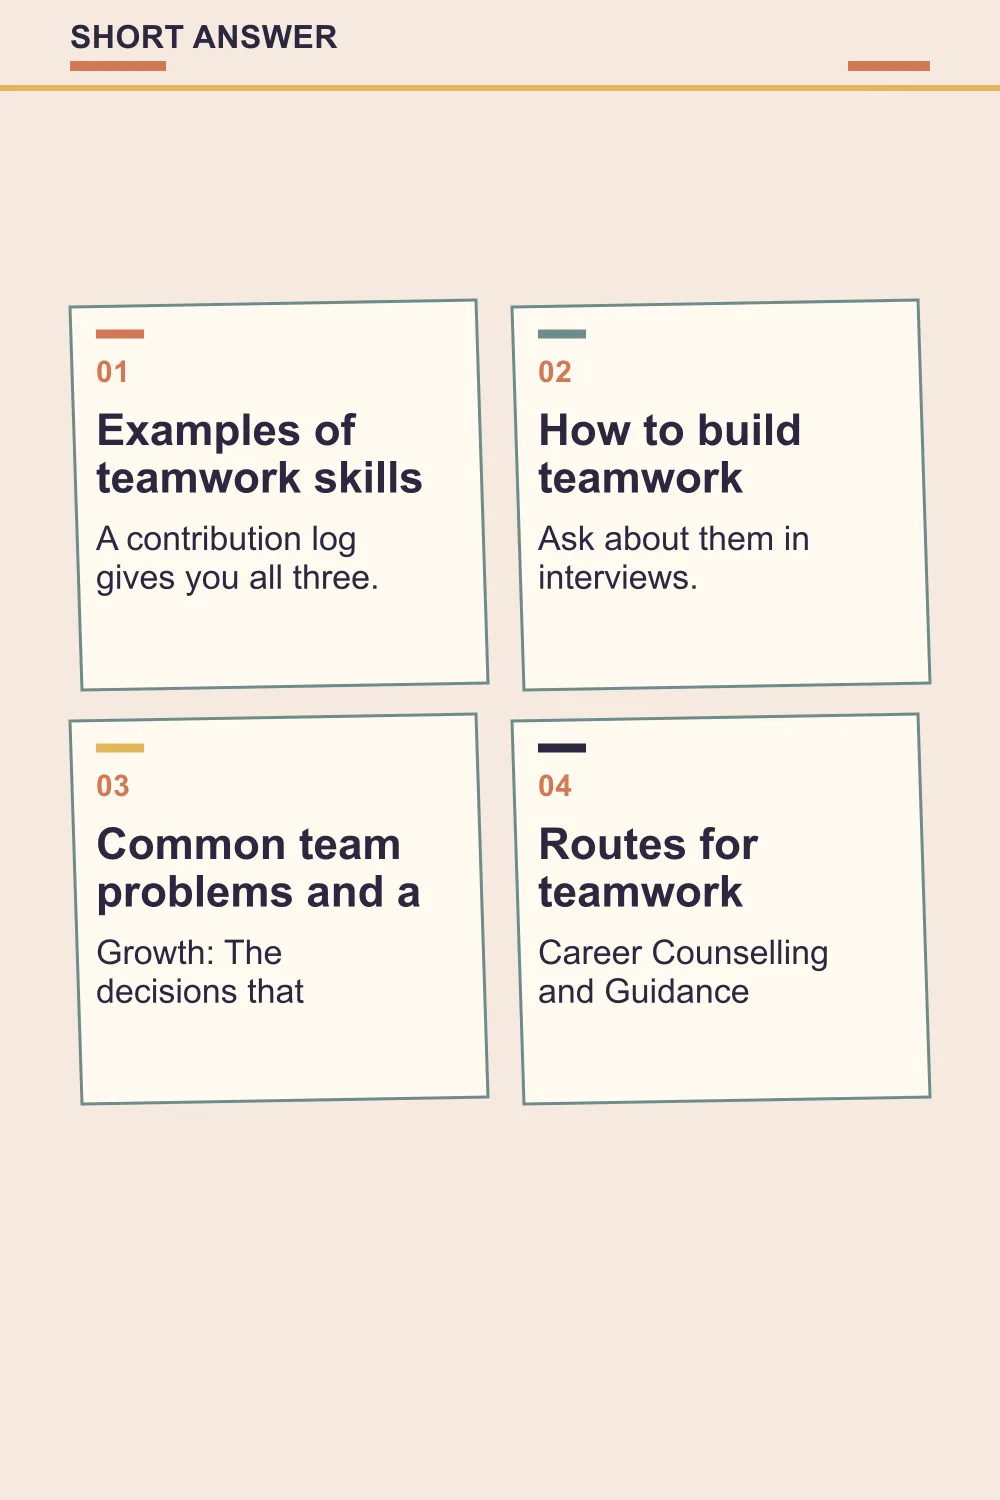 SHORT ANSWER
01
Examples of
teamwork skills
A contribution log
gives you all three.
02
How to build
teamwork
Ask about them in
interviews.
03
Common team
problems and a
Growth: The
decisions that
04
Routes for
teamwork
Career Counselling
and Guidance